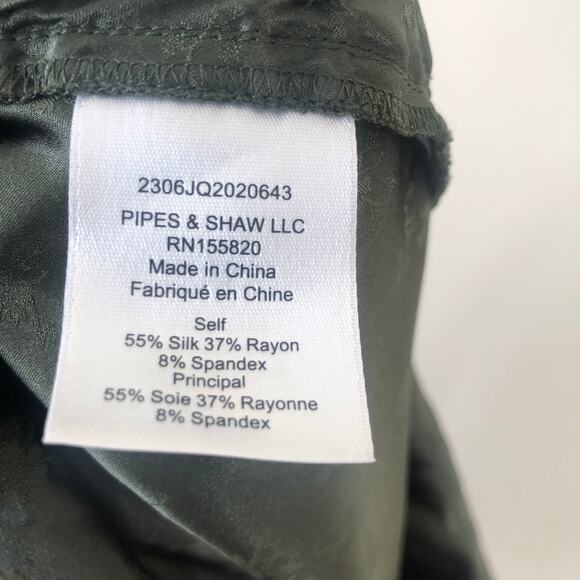 2306JQ2020643
PIPES & SHAW LLC
RN155820
Made in China
Fabriqué en Chine
Self
55% Silk 37% Rayon
8% Spandex
Principal
55% Soie 37% Rayonne
8% Spandex